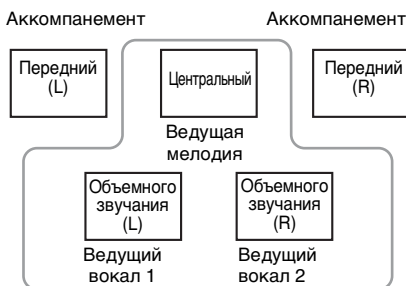 Аккомпанемент Аккомпанемент
Передний
(L)
Центральный
Передний
(R)
Ведущая
мелодия
Объемного
звучания
(L)
Объемного
звучания
(R)
Ведущий
вокал 1
Ведущий
вокал 2